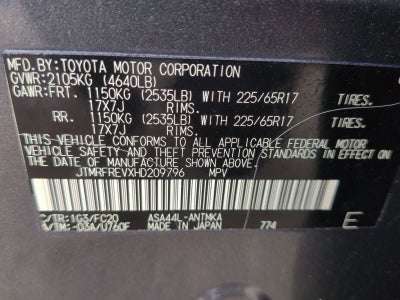 MFD.BY:TOYOTA MOTOR CORPORATION
GVWR:2105KG (4640LB)
GAWR:FRT. 1150KG (2535LB) WITH 225/65R17 TIRES.
17X7J RIMS.
RR. 1150KG (2535LB) WITH 225/65R17 TIRES.
17X7J RIMS.
THIS VEHICLE CONFORMS TO ALL APPLICABLE FEDERAL MOTOR
VEHICLE SAFETY AND THEFT PREVENTION STANDARDS IN EFFECT
ON THE DATE OF MANUFACTURE SHOWN ABOVE.
JTMRFREVXHD209796 MPV
C/TR:1G3/FC20 ASA44L-ANTMKA
A/TM:-03A/U760F MADE IN JAPAN 774 E